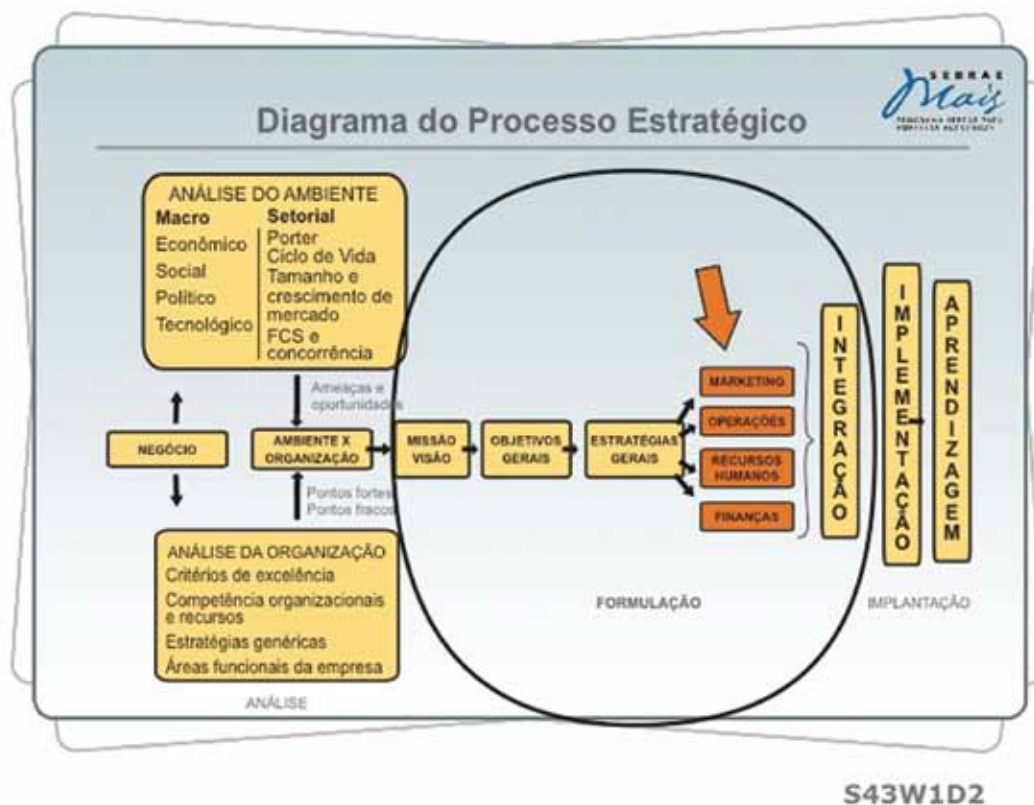 SEBRAE
Mais
Diagrama do Processo Estratégico
ANÁLISE DO AMBIENTE
Macro
Econômico
Social
Político
Tecnológico
Setorial
Porter
Ciclo de Vida
Tamanho e
crescimento de
mercado
FCS e
concorrência
Ameaças e
oportunidades
NEGÓCIO
AMBIENTE X
ORGANIZAÇÃO
MISSÃO
VISÃO
OBJETIVOS
GERAIS
ESTRATÉGIAS
GERAIS
MARKETING
OPERAÇÕES
RECURSOS
HUMANOS
FINANÇAS
INTEGRAÇÃO
IMPLEMENTAÇÃO
APRENDIZAGEM
Pontos fortes
Pontos fracos
ANÁLISE DA ORGANIZAÇÃO
Critérios de excelência
Competência organizacionais
e recursos
Estratégias genéricas
Áreas funcionais da empresa
ANÁLISE
FORMULAÇÃO
IMPLANTAÇÃO
S43W1D2